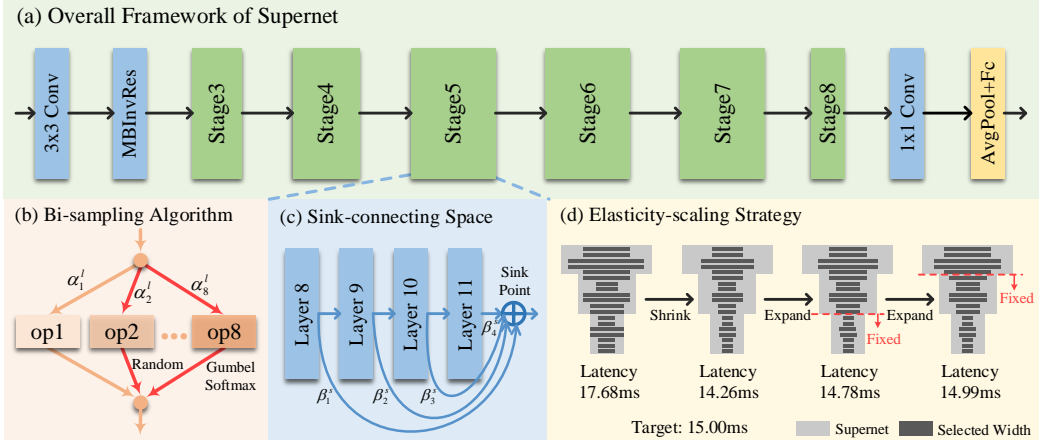 (a) Overall Framework of Supernet
3x3 Conv
MBInvRes
Stage3
Stage4
Stage5
Stage6
Stage7
Stage8
1x1 Conv
AvgPool+Fc
(b) Bi-sampling Algorithm
α₁ˡ
α₂ˡ
α₈ˡ
op1
op2
op8
Random
Gumbel
Softmax
(c) Sink-connecting Space
Layer 8
Layer 9
Layer 10
Layer 11
Sink
Point
β₁ˢ
β₂ˢ
β₃ˢ
β₄ˢ
(d) Elasticity-scaling Strategy
Shrink
Expand
Expand
Fixed
Fixed
Latency
17.68ms
Latency
14.26ms
Latency
14.78ms
Latency
14.99ms
Target: 15.00ms
Supernet
Selected Width